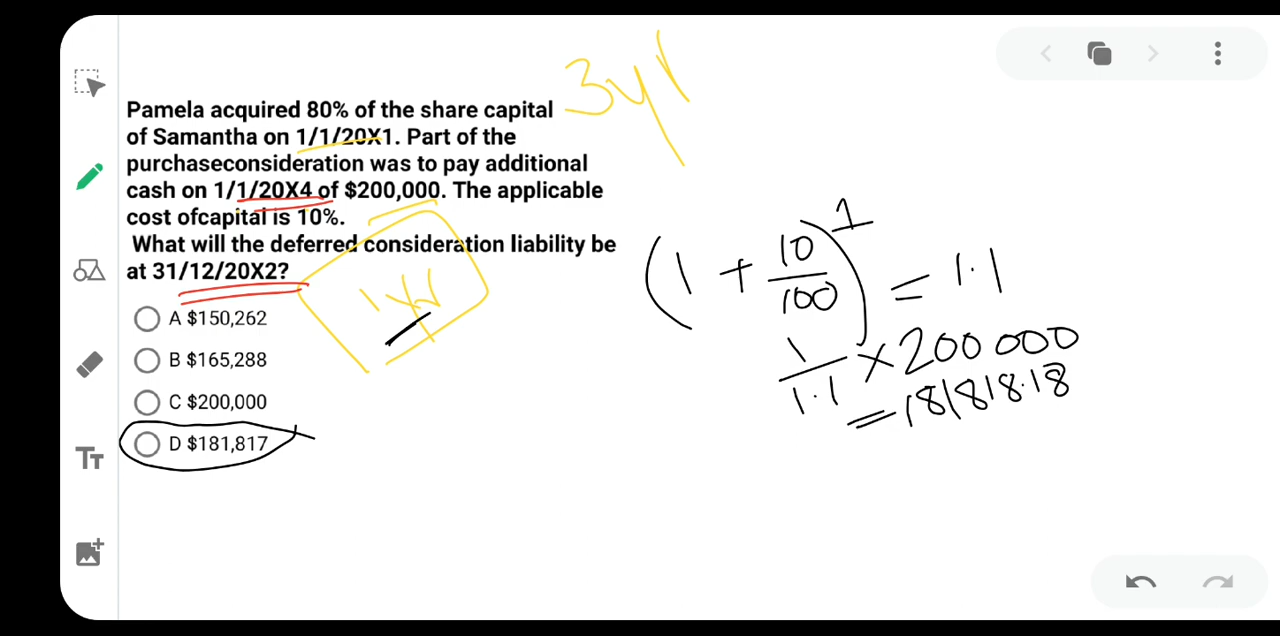 3yr
Pamela acquired 80% of the share capital
of Samantha on 1/1/20X1. Part of the
purchaseconsideration was to pay additional
cash on 1/1/20X4 of $200,000. The applicable
cost ofcapital is 10%.
What will the deferred consideration liability be
at 31/12/20X2?
1 yr
A $150,262
B $165,288
C $200,000
D $181,817
(1 + 10/100)^1 = 1.1
1/1.1 × 200 000
= 181818.18
TT